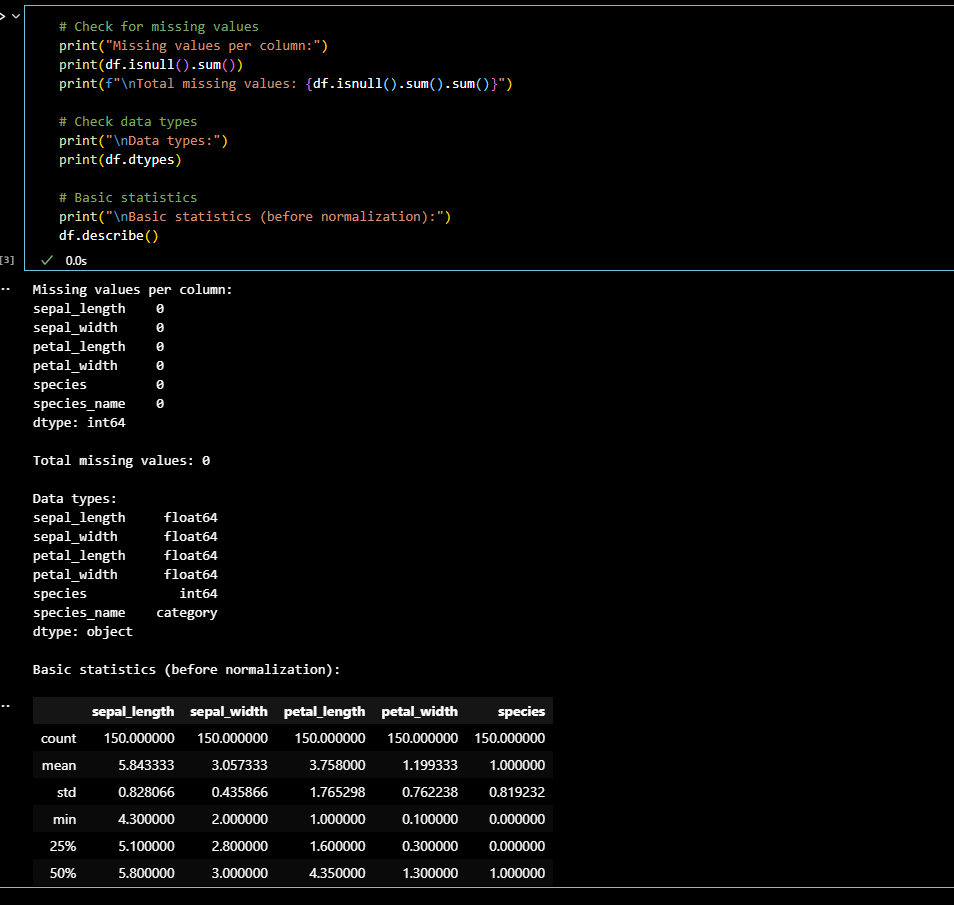 # Check for missing values
print("Missing values per column:")
print(df.isnull().sum())
print(f"\nTotal missing values: {df.isnull().sum().sum()}")
# Check data types
print("\nData types:")
print(df.dtypes)
# Basic statistics
print("\nBasic statistics (before normalization):")
df.describe()
[3] 0.0s
Missing values per column:
sepal_length 0
sepal_width 0
petal_length 0
petal_width 0
species 0
species_name 0
dtype: int64
Total missing values: 0
Data types:
sepal_length float64
sepal_width float64
petal_length float64
petal_width float64
species int64
species_name category
dtype: object
Basic statistics (before normalization):
sepal_length sepal_width petal_length petal_width species
count 150.000000 150.000000 150.000000 150.000000 150.000000
mean 5.843333 3.057333 3.758000 1.199333 1.000000
std 0.828066 0.435866 1.765298 0.762238 0.819232
min 4.300000 2.000000 1.000000 0.100000 0.000000
25% 5.100000 2.800000 1.600000 0.300000 0.000000
50% 5.800000 3.000000 4.350000 1.300000 1.000000